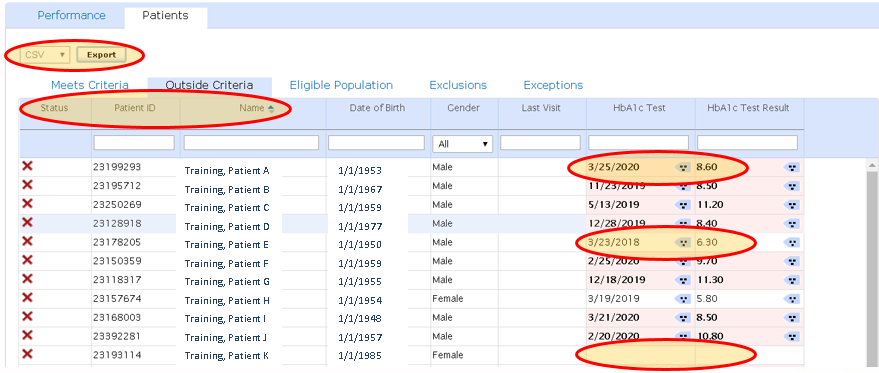 Performance Patients
CSV Export
Meets Criteria Outside Criteria Eligible Population Exclusions Exceptions
Status Patient ID Name Date of Birth Gender Last Visit HbA1c Test HbA1c Test Result
All
23199293 Training, Patient A 1/1/1953 Male 3/25/2020 8.60
23195712 Training, Patient B 1/1/1967 Male 11/23/2019 8.50
23250269 Training, Patient C 1/1/1959 Male 5/13/2019 11.20
23128918 Training, Patient D 1/1/1977 Male 12/28/2019 8.40
23178205 Training, Patient E 1/1/1950 Male 3/23/2018 6.30
23150359 Training, Patient F 1/1/1959 Male 2/25/2020 9.70
23118317 Training, Patient G 1/1/1955 Male 12/18/2019 11.30
23157674 Training, Patient H 1/1/1954 Female 3/19/2019 5.80
23168003 Training, Patient I 1/1/1948 Male 3/21/2020 8.50
23392281 Training, Patient J 1/1/1957 Male 2/20/2020 10.80
23193114 Training, Patient K 1/1/1985 Female